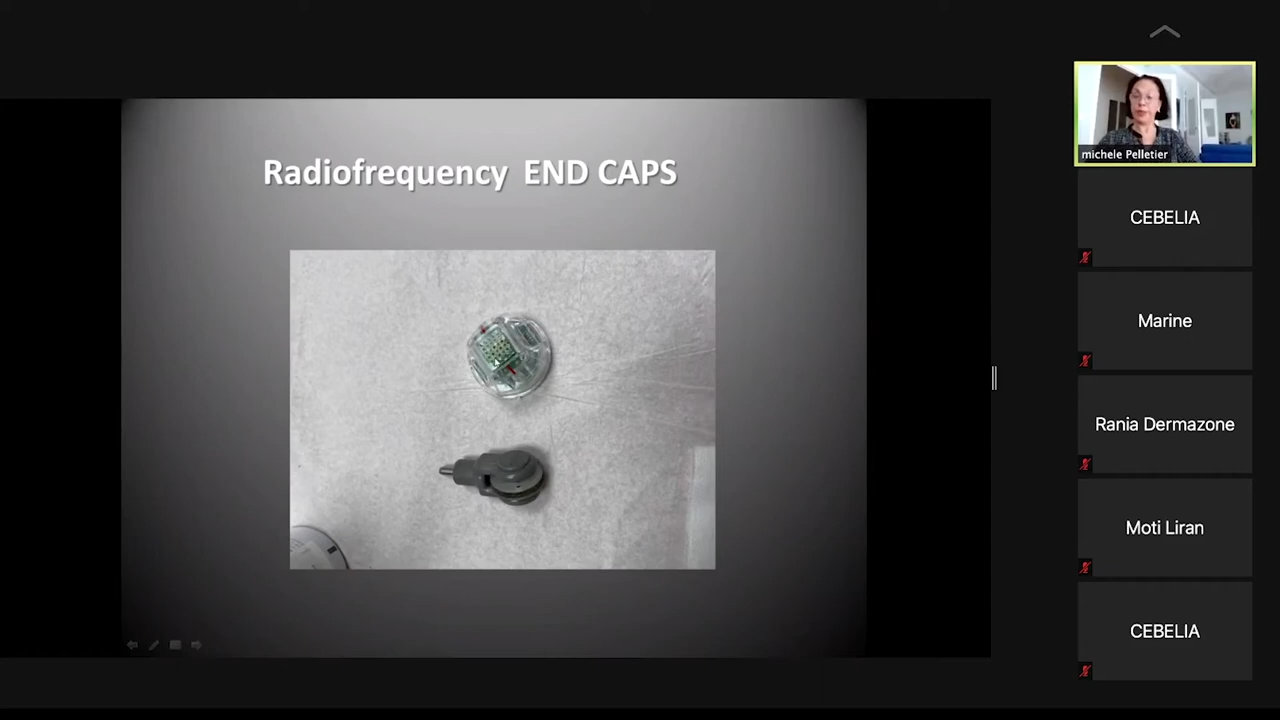 Radiofrequency END CAPS
michele Pelletier
CEBELIA
Marine
Rania Dermazone
Moti Liran
CEBELIA